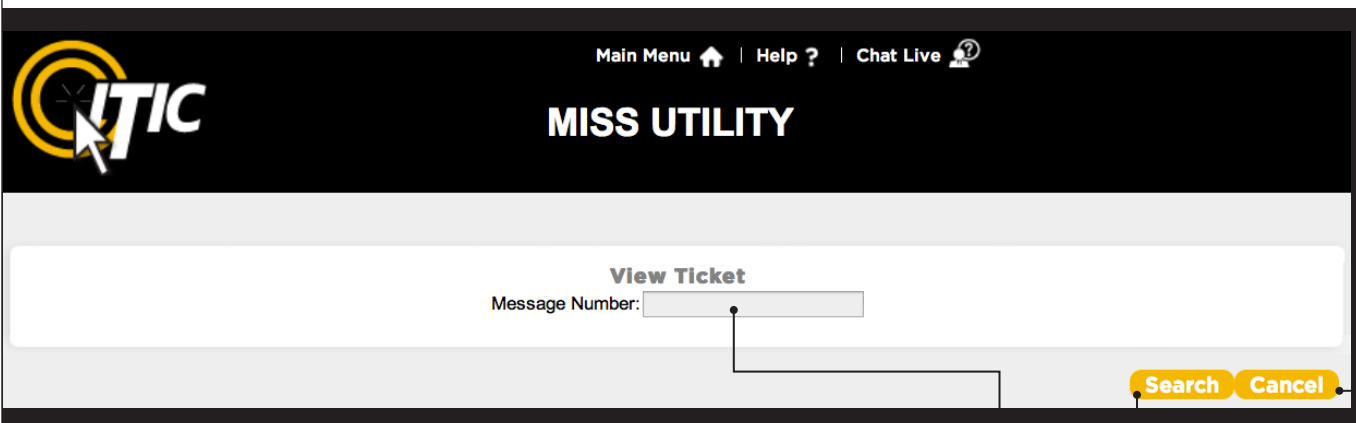 Main Menu | Help ? | Chat Live
ITIC
MISS UTILITY
View Ticket
Message Number:
Search Cancel